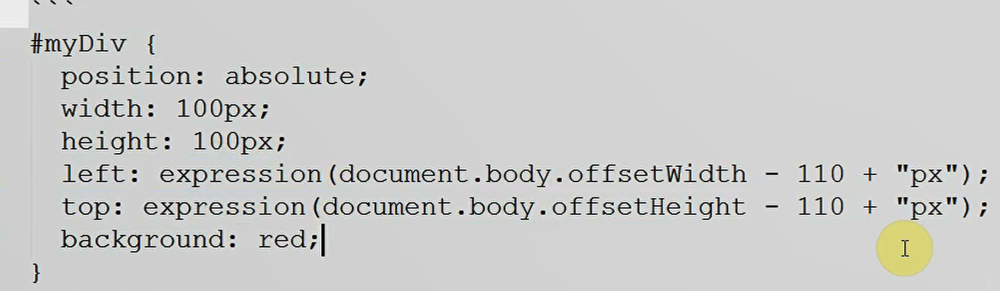 ```
#myDiv {
position: absolute;
width: 100px;
height: 100px;
left: expression(document.body.offsetWidth - 110 + "px");
top: expression(document.body.offsetHeight - 110 + "px");
background: red;
}